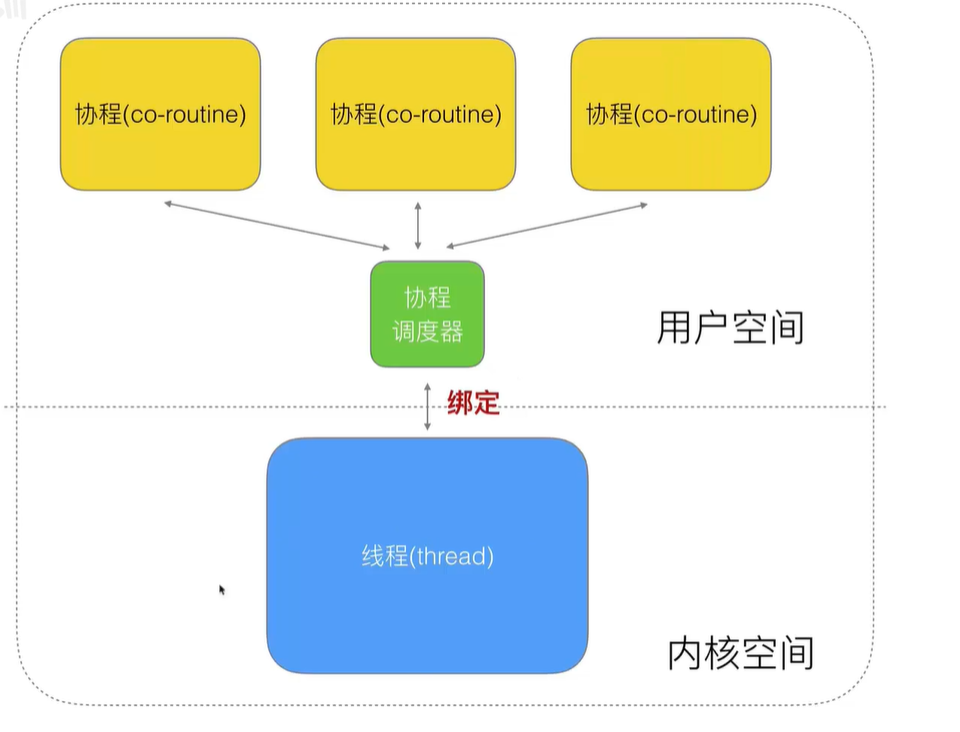 协程(co-routine) 协程(co-routine) 协程(co-routine)
协程
调度器
用户空间
绑定
线程(thread)
内核空间